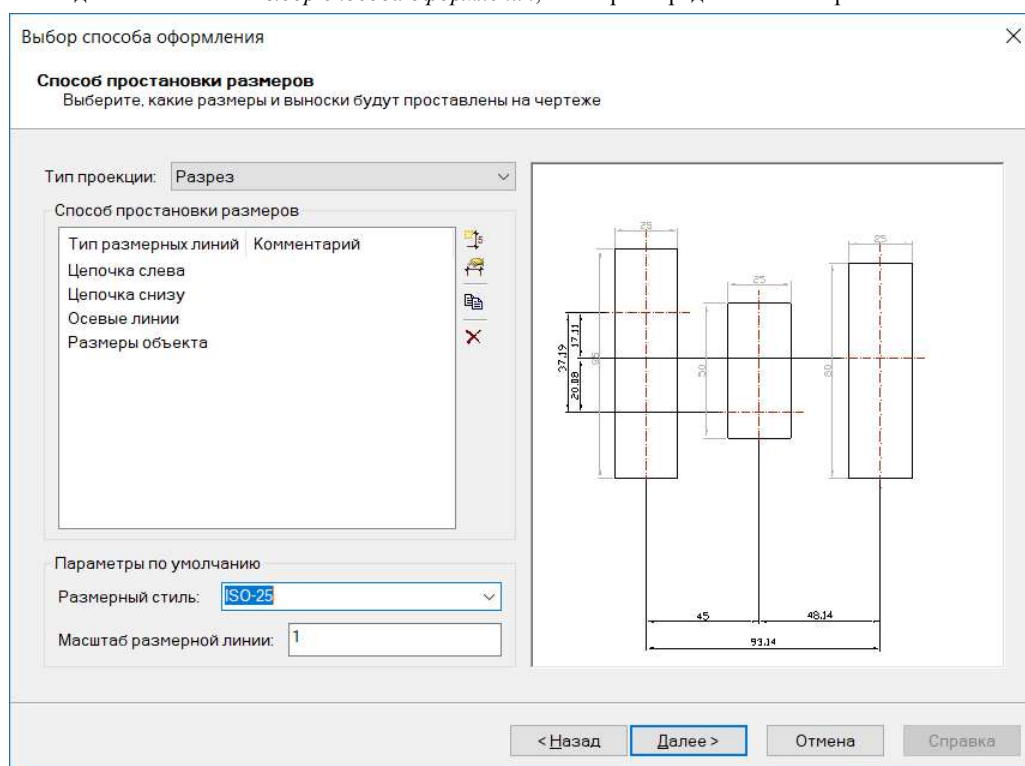 Выбор способа оформления
Способ простановки размеров
Выберите, какие размеры и выноски будут проставлены на чертеже
Тип проекции: Разрез
Способ простановки размеров
Тип размерных линий Комментарий
Цепочка слева
Цепочка снизу
Осевые линии
Размеры объекта
Параметры по умолчанию
Размерный стиль: ISO-25
Масштаб размерной линии: 1
25
25
25
37.19
17.11
20.08
95
50
80
45
48.14
93.14
< Назад Далее > Отмена Справка